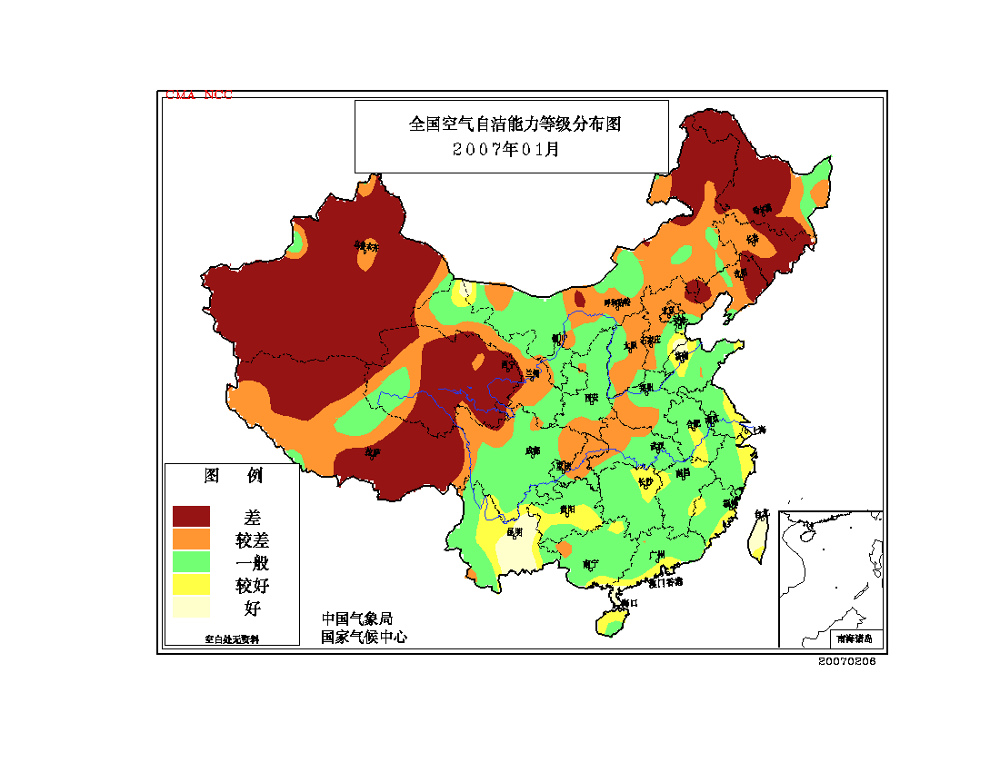 CMA NCC
全国空气自洁能力等级分布图
2007年01月
哈尔滨
长春
乌鲁木齐
沈阳
呼和浩特
北京
天津
银川
太原
石家庄
济南
西宁
兰州
郑州
西安
合肥
南京
上海
拉萨
成都
武汉
重庆
长沙
南昌
贵阳
福州
台北
昆明
广州
南宁
澳门香港
海口
图 例
差
较差
一般
较好
好
空白处无资料
中国气象局
国家气候中心
南海诸岛
20070206